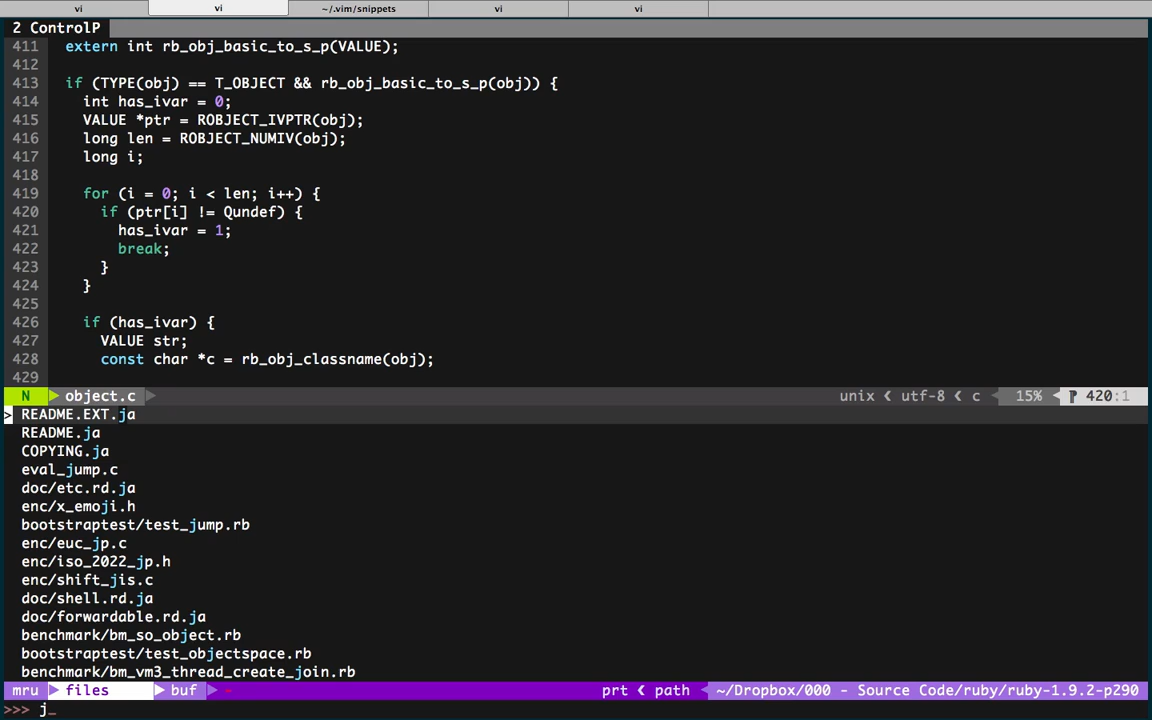 vi vi ~/.vim/snippets vi vi
2 ControlP
411 extern int rb_obj_basic_to_s_p(VALUE);
412
413 if (TYPE(obj) == T_OBJECT && rb_obj_basic_to_s_p(obj)) {
414 int has_ivar = 0;
415 VALUE *ptr = ROBJECT_IVPTR(obj);
416 long len = ROBJECT_NUMIV(obj);
417 long i;
418
419 for (i = 0; i < len; i++) {
420 if (ptr[i] != Qundef) {
421 has_ivar = 1;
422 break;
423 }
424 }
425
426 if (has_ivar) {
427 VALUE str;
428 const char *c = rb_obj_classname(obj);
429
N object.c unix < utf-8 < c 15% 420:1
> README.EXT.ja
README.ja
COPYING.ja
eval_jump.c
doc/etc.rd.ja
enc/x_emoji.h
bootstraptest/test_jump.rb
enc/euc_jp.c
enc/iso_2022_jp.h
enc/shift_jis.c
doc/shell.rd.ja
doc/forwardable.rd.ja
benchmark/bm_so_object.rb
bootstraptest/test_objectspace.rb
benchmark/bm_vm3_thread_create_join.rb
mru files buf - prt < path ~/Dropbox/000 - Source Code/ruby/ruby-1.9.2-p290
>>> j_